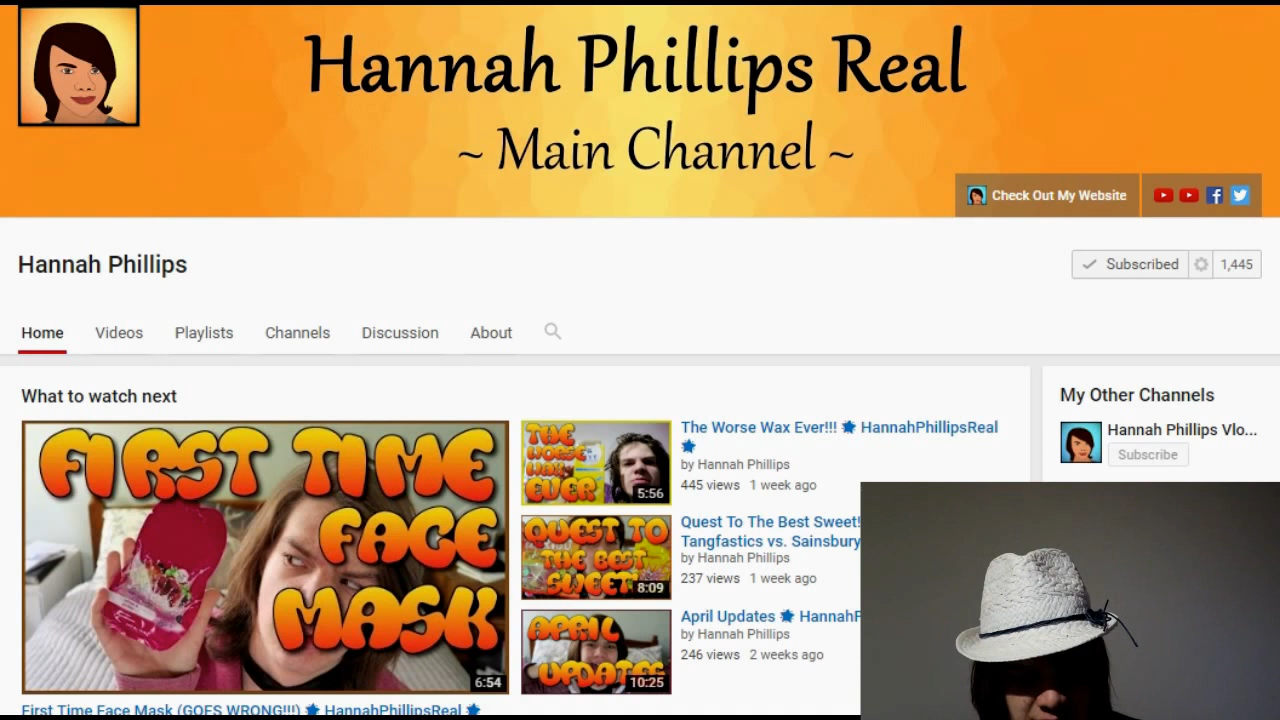 Hannah Phillips Real
~ Main Channel ~
Check Out My Website
Hannah Phillips
Subscribed 1,445
Home Videos Playlists Channels Discussion About
What to watch next
FIRST TIME
FACE
MASK
6:54
First Time Face Mask (GOES WRONG!!!) ✸ HannahPhillipsReal ✸
THE
WORSE
WAX
EVER
5:56
The Worse Wax Ever!!! ✸ HannahPhillipsReal
✸
by Hannah Phillips
445 views 1 week ago
QUEST TO
THE BEST
SWEET!
8:09
Quest To The Best Sweet!
Tangfastics vs. Sainsbury
by Hannah Phillips
237 views 1 week ago
APRIL
UPDATES
10:25
April Updates ✸ HannahP
by Hannah Phillips
246 views 2 weeks ago
My Other Channels
Hannah Phillips Vlo...
Subscribe